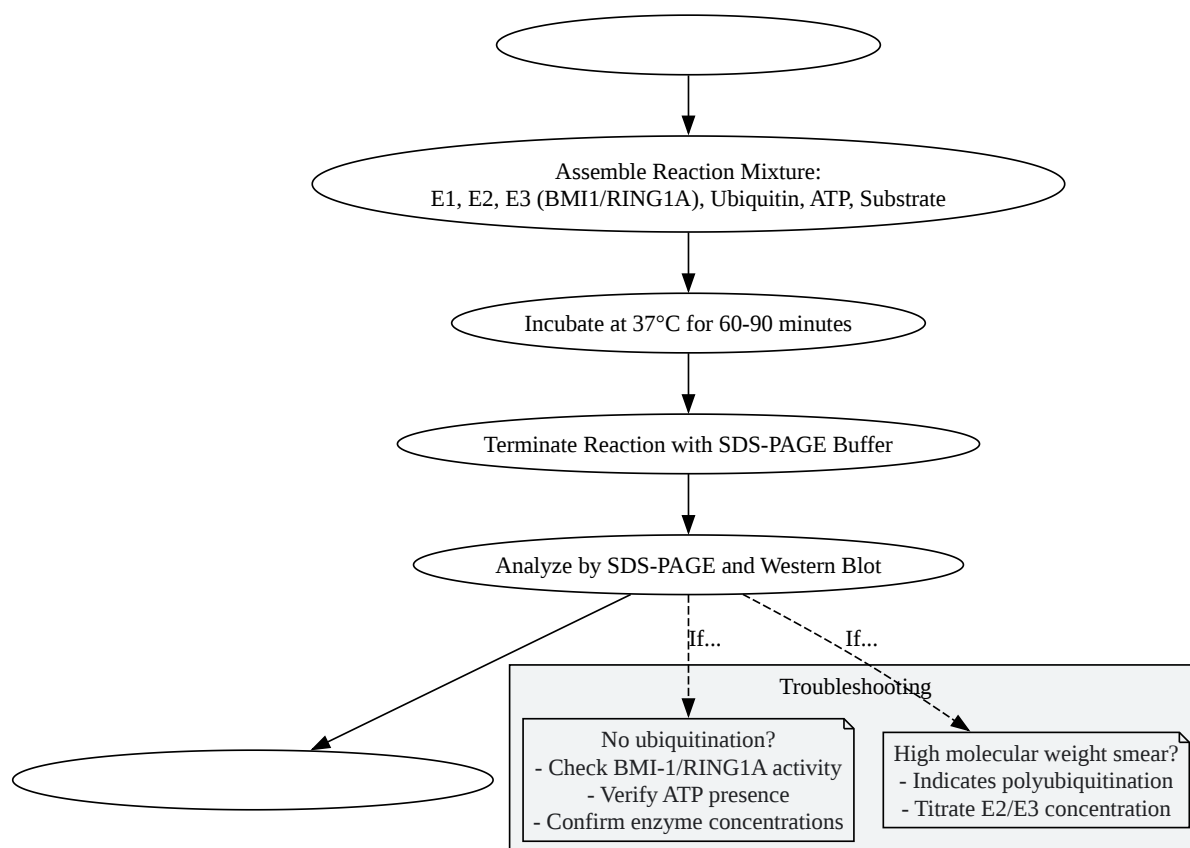 Assemble Reaction Mixture:
E1, E2, E3 (BMI1/RING1A), Ubiquitin, ATP, Substrate
Incubate at 37°C for 60-90 minutes
Terminate Reaction with SDS-PAGE Buffer
Analyze by SDS-PAGE and Western Blot
If...
If...
Troubleshooting
No ubiquitination?
- Check BMI-1/RING1A activity
- Verify ATP presence
- Confirm enzyme concentrations
High molecular weight smear?
- Indicates polyubiquitination
- Titrate E2/E3 concentration